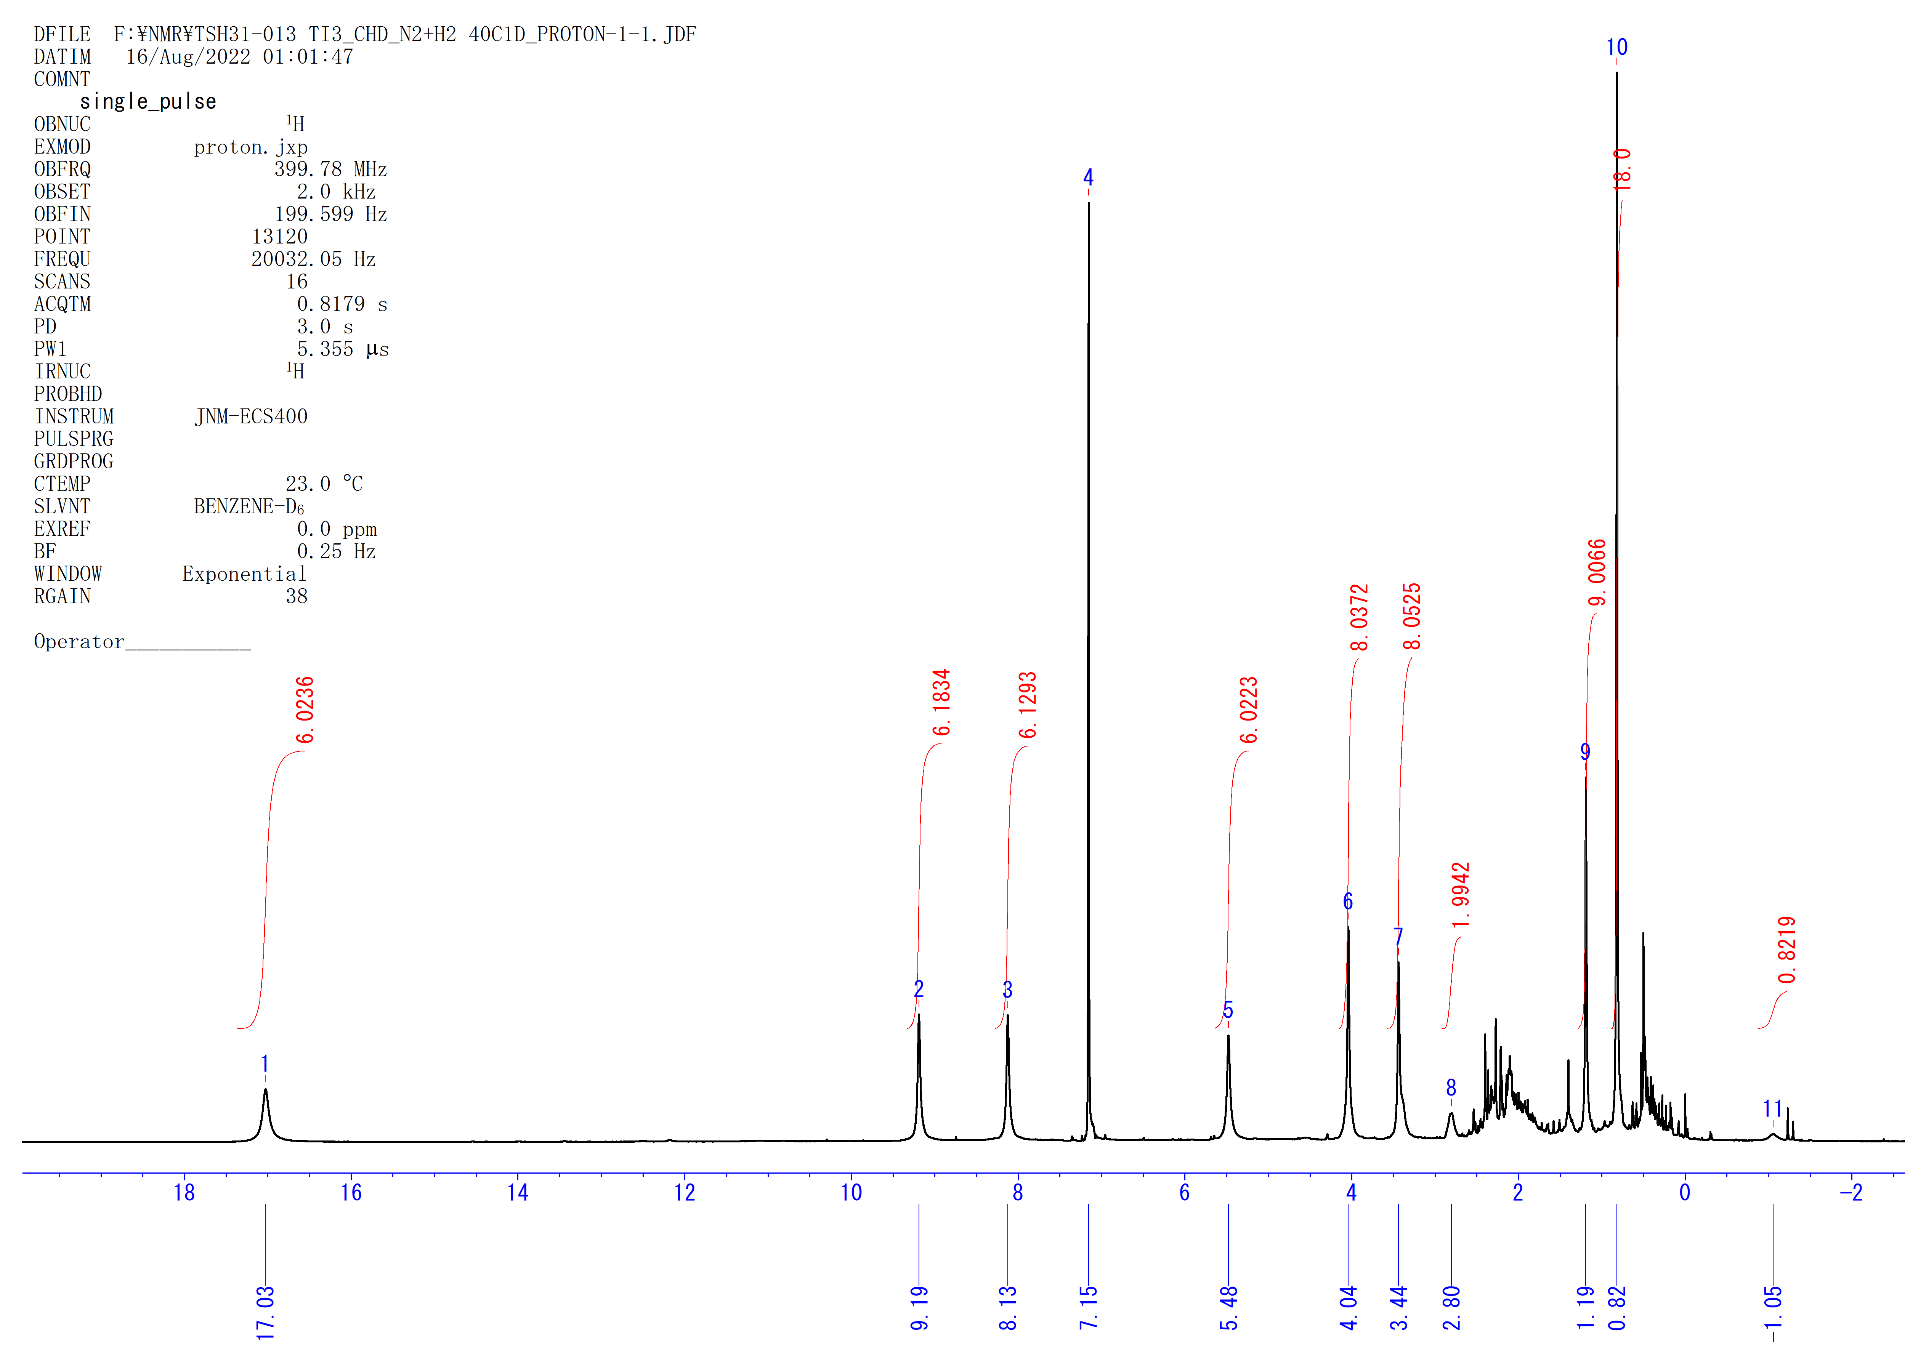 DFILE F:¥NMR¥TSH31-013 TI3_CHD_N2+H2 40C1D_PROTON-1-1.JDF
DATIM 16/Aug/2022 01:01:47
COMNT
single_pulse
OBNUC 1H
EXMOD proton.jxp
OBFRQ 399.78 MHz
OBSET 2.0 kHz
OBFIN 199.599 Hz
POINT 13120
FREQU 20032.05 Hz
SCANS 16
ACQTM 0.8179 s
PD 3.0 s
PW1 5.355 μs
IRNUC 1H
PROBHD
INSTRUM JNM-ECS400
PULSPRG
GRDPROG
CTEMP 23.0 °C
SLVNT BENZENE-D6
EXREF 0.0 ppm
BF 0.25 Hz
WINDOW Exponential
RGAIN 38
Operator___________
6.0236
6.1834
6.1293
6.0223
8.0372
8.0525
1.9942
9.0066
18.0
0.8219
1
2
3
4
5
6
7
8
9
10
11
18 16 14 12 10 8 6 4 2 0 -2
17.03
9.19
8.13
7.15
5.48
4.04
3.44
2.80
1.19
0.82
-1.05